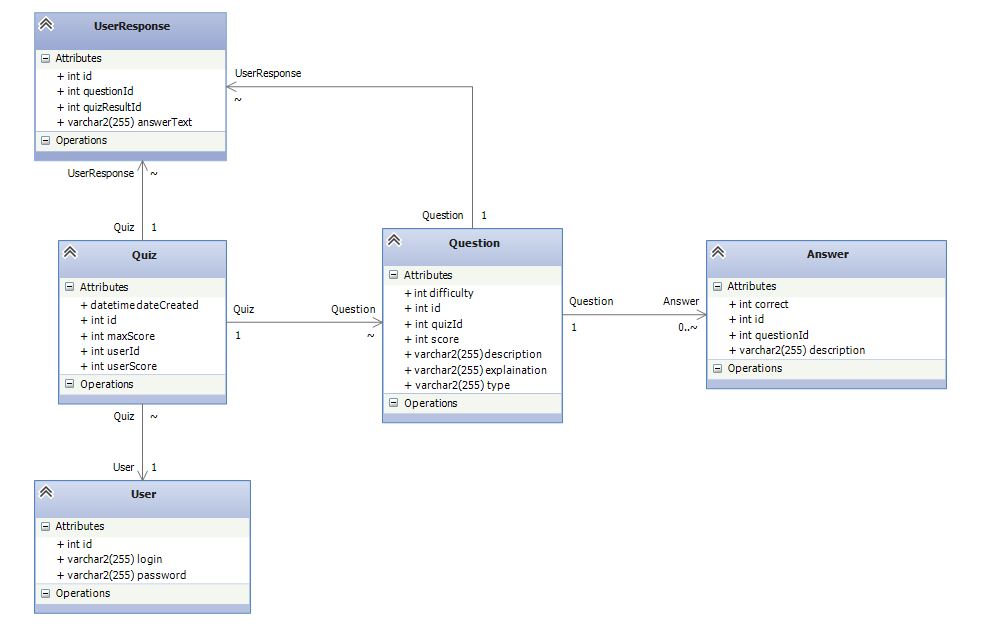 UserResponse
Attributes
+ int id
+ int questionId
+ int quizResultId
+ varchar2(255) answerText
Operations
UserResponse
~
UserResponse ~
Quiz 1
Question 1
Quiz
Attributes
+ datetime dateCreated
+ int id
+ int maxScore
+ int userId
+ int userScore
Operations
Quiz Question
1 ~
Question
Attributes
+ int difficulty
+ int id
+ int quizId
+ int score
+ varchar2(255) description
+ varchar2(255) explaination
+ varchar2(255) type
Operations
Question Answer
1 0..~
Answer
Attributes
+ int correct
+ int id
+ int questionId
+ varchar2(255) description
Operations
Quiz ~
User 1
User
Attributes
+ int id
+ varchar2(255) login
+ varchar2(255) password
Operations